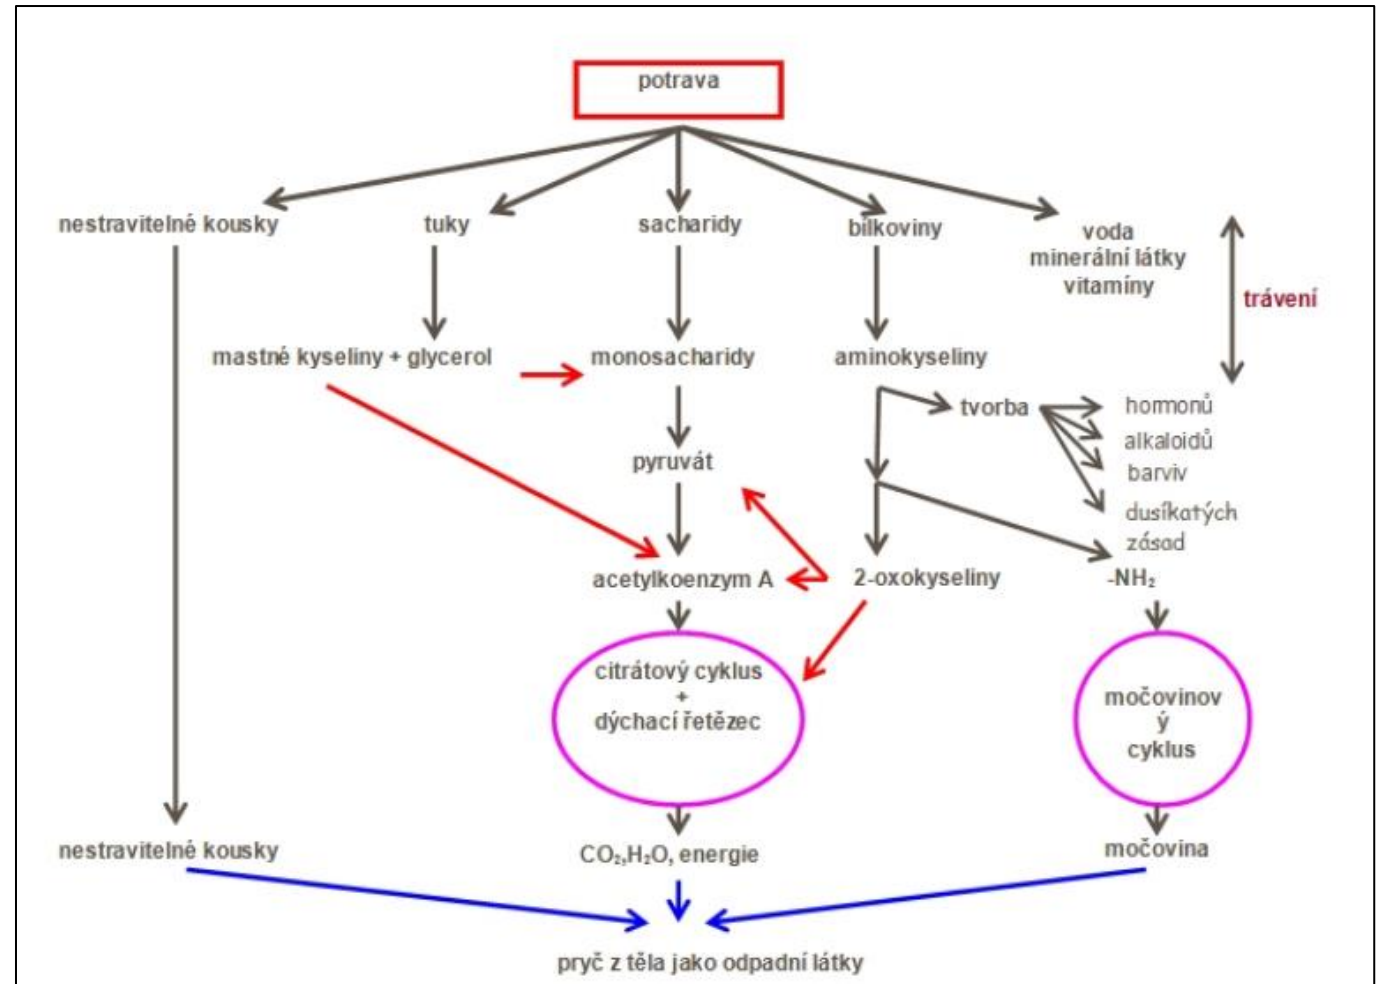 potrava
nestravitelné kousky
tuky
sacharidy
bílkoviny
voda
minerální látky
vitamíny
trávení
mastné kyseliny + glycerol
monosacharidy
aminokyseliny
tvorba
hormonů
alkaloidů
barviv
dusíkatých
zásad
pyruvát
acetylkoenzym A
2-oxokyseliny
-NH₂
citrátový cyklus
+
dýchací řetězec
močovinov
ý
cyklus
nestravitelné kousky
CO₂,H₂O, energie
močovina
pryč z těla jako odpadní látky